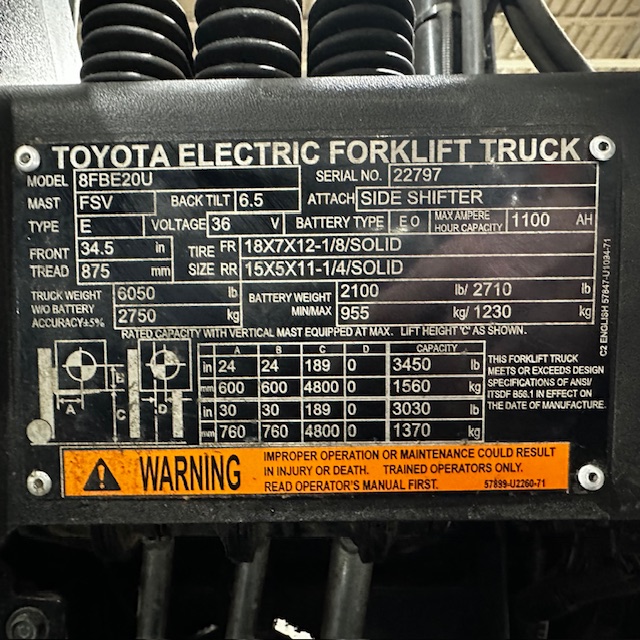 TOYOTA ELECTRIC FORKLIFT TRUCK
MODEL 8FBE20U SERIAL NO. 22797
MAST FSV BACK TILT 6.5 ATTACH SIDE SHIFTER
TYPE E VOLTAGE 36 V BATTERY TYPE EO MAX AMPERE HOUR CAPACITY 1100 AH
FRONT TREAD 34.5 in TIRE SIZE FR 18X7X12-1/8/SOLID
875 mm RR 15X5X11-1/4/SOLID
TRUCK WEIGHT W/O BATTERY ACCURACY±5% 6050 lb BATTERY WEIGHT MIN/MAX 2100 lb/ 2710
2750 kg 955 kg/ 1230
RATED CAPACITY WITH VERTICAL MAST EQUIPPED AT MAX. LIFT HEIGHT 'C' AS SHOWN.
A B C D CAPACITY
in 24 24 189 0 3450 lb
mm 600 600 4800 0 1560 kg
in 30 30 189 0 3030 lb
mm 760 760 4800 0 1370 kg
A B C D
THIS FORKLIFT TRUCK
MEETS OR EXCEEDS DESIGN
SPECIFICATIONS OF ANSI/
ITSDF B56.1 IN EFFECT ON
THE DATE OF MANUFACTURE.
C2 ENGLISH 57847-U1094-71
WARNING
IMPROPER OPERATION OR MAINTENANCE COULD RESULT
IN INJURY OR DEATH. TRAINED OPERATORS ONLY.
READ OPERATOR'S MANUAL FIRST. 57899-U2260-71